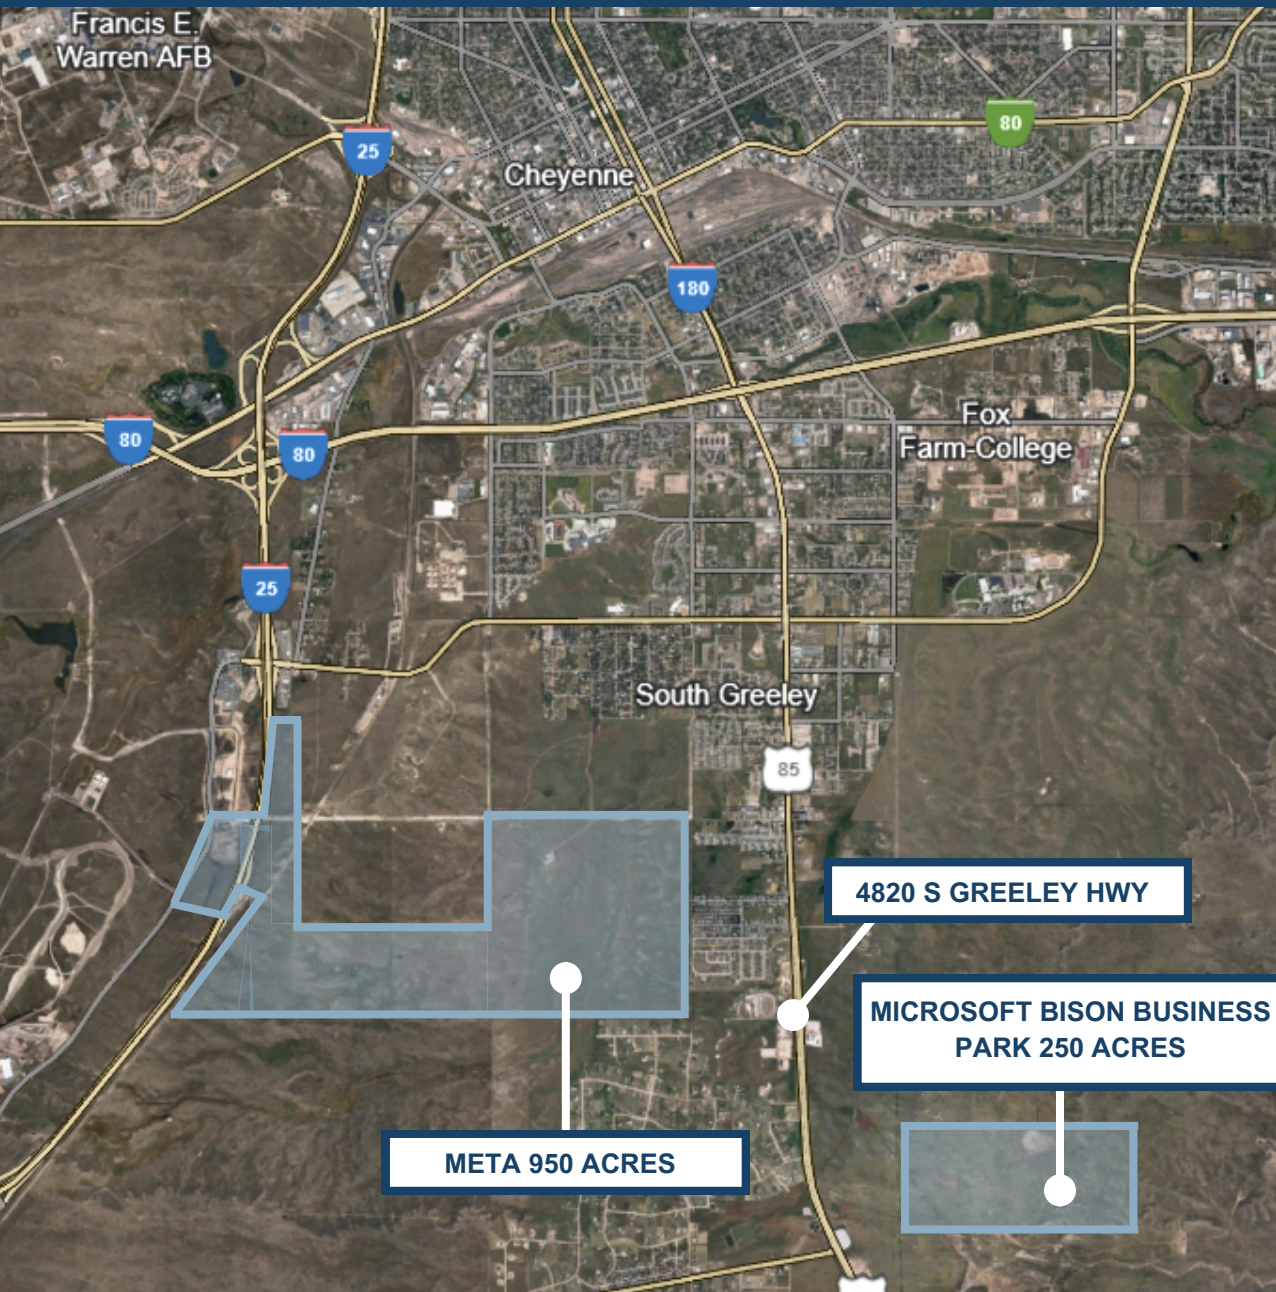 Francis E.
Warren AFB
25
80
Cheyenne
180
80
80
Fox
Farm-College
25
South Greeley
85
4820 S GREELEY HWY
MICROSOFT BISON BUSINESS
PARK 250 ACRES
META 950 ACRES